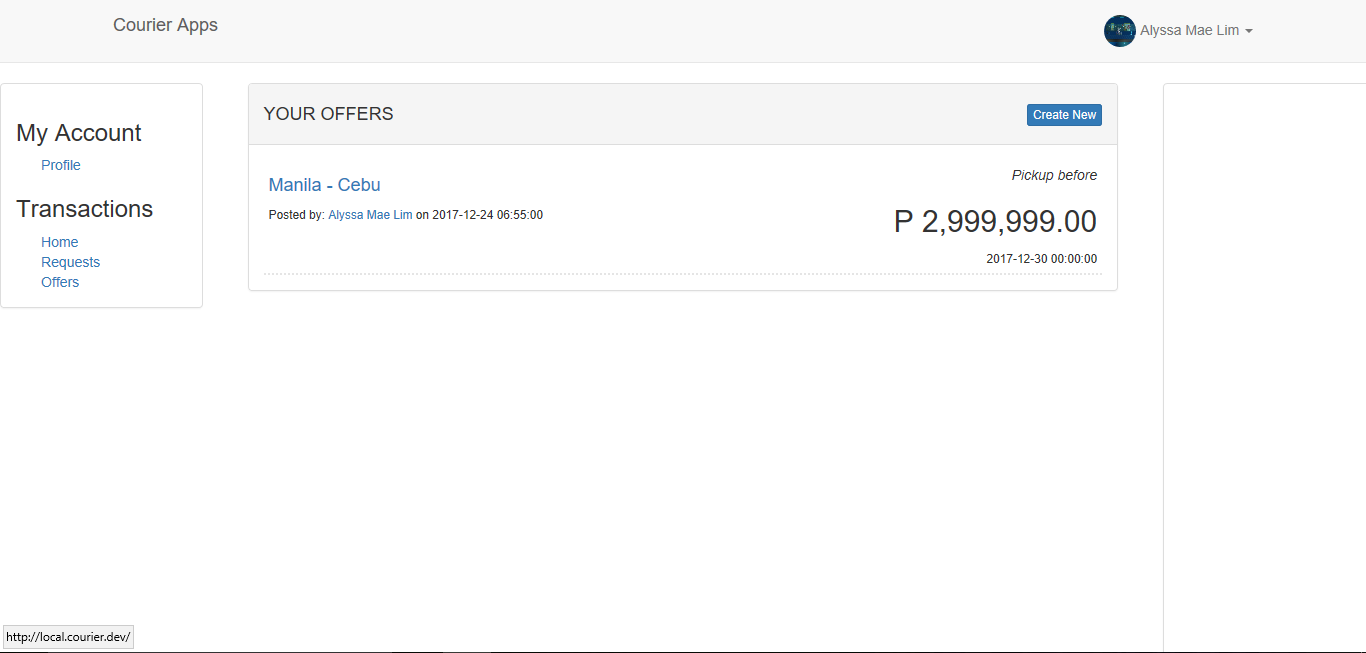 Courier Apps
Alyssa Mae Lim
My Account
Profile
Transactions
Home
Requests
Offers
YOUR OFFERS
Create New
Manila - Cebu
Posted by: Alyssa Mae Lim on 2017-12-24 06:55:00
Pickup before
P 2,999,999.00
2017-12-30 00:00:00
http://local.courier.dev/